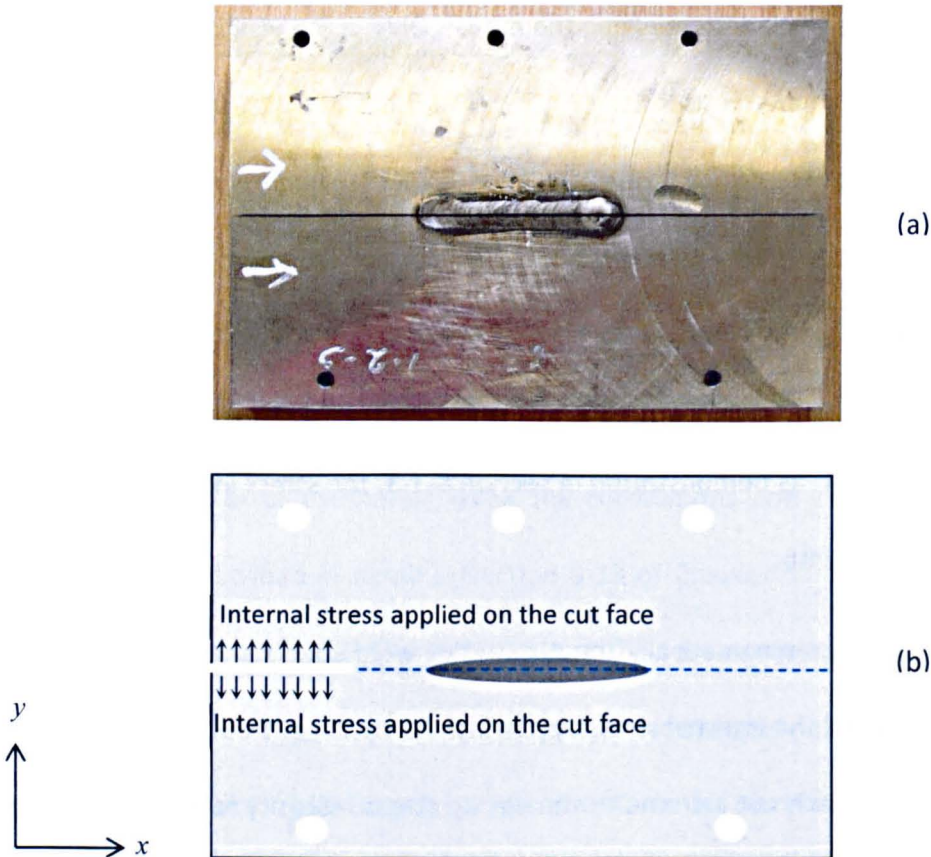 (a)
Internal stress applied on the cut face
(b)
Internal stress applied on the cut face
y
x